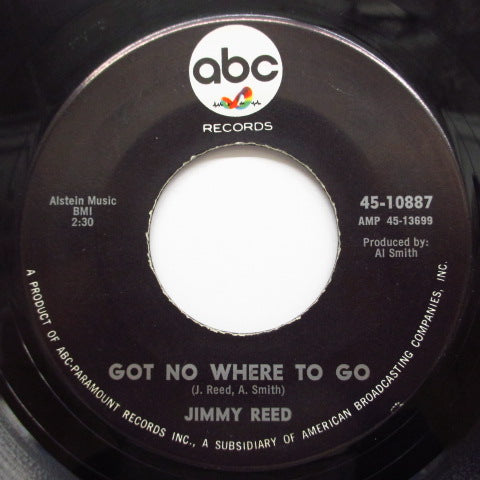 abc
RECORDS
Alstein Music
BMI
2:30
45-10887
AMP 45-13699
Produced by:
Al Smith
GOT NO WHERE TO GO
(J. Reed, A. Smith)
JIMMY REED
A PRODUCT OF ABC-PARAMOUNT RECORDS INC., A SUBSIDIARY OF AMERICAN BROADCASTING COMPANIES, INC.